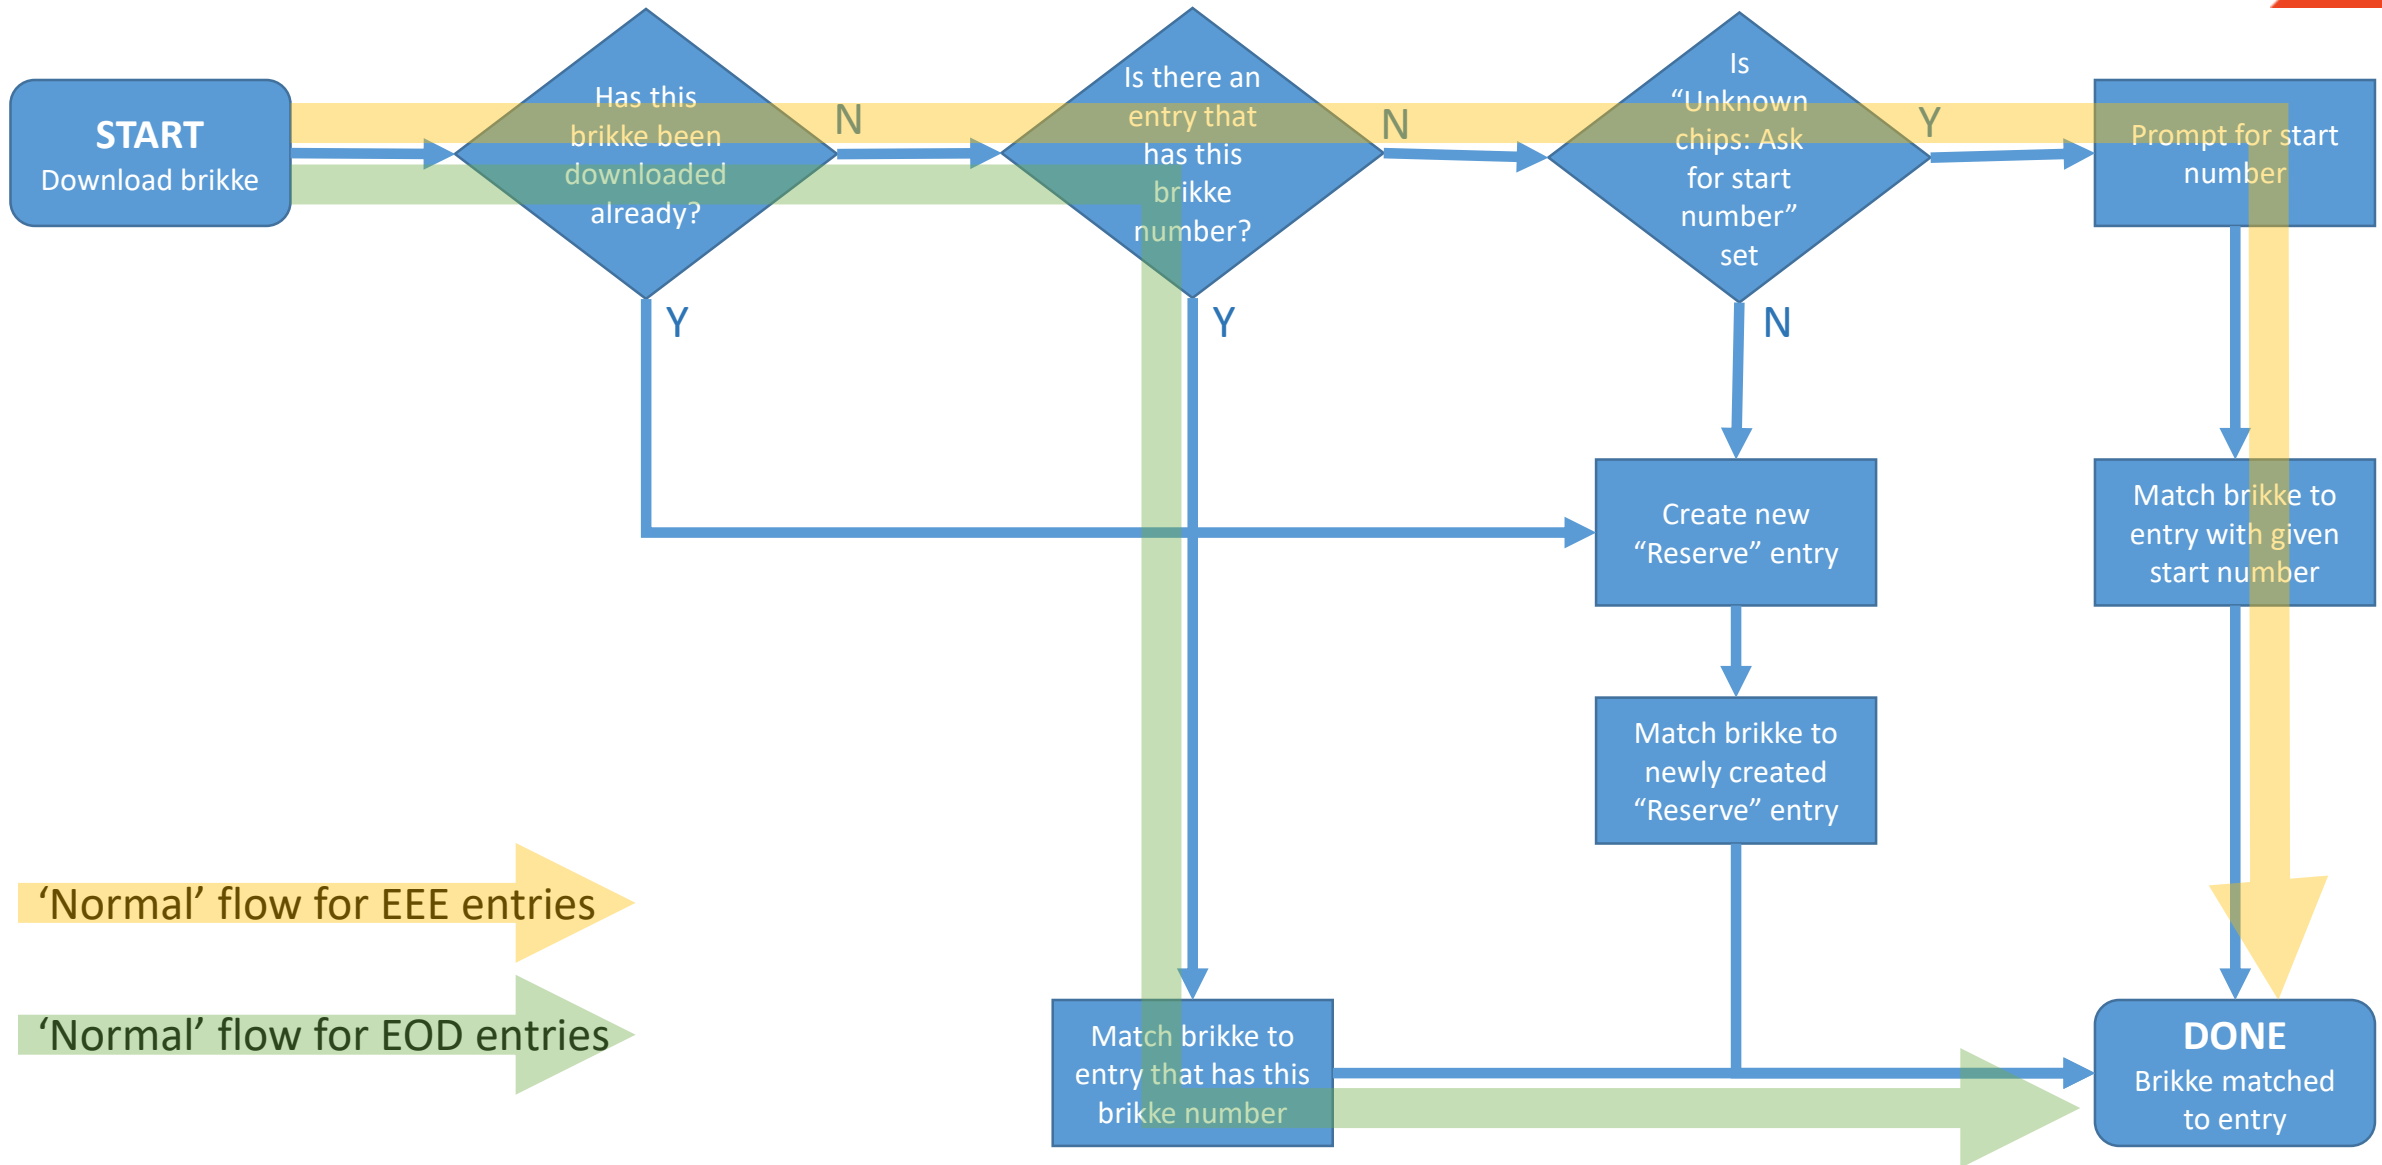 START
Download brikke
Has this
brikke been
downloaded
already?
N
Y
Is there an
entry that
has this
brikke
number?
N
Y
Is
“Unknown
chips: Ask
for start
number”
set
Y
N
Prompt for start
number
Create new
“Reserve” entry
Match brikke to
entry with given
start number
Match brikke to
newly created
“Reserve” entry
‘Normal’ flow for EEE entries
‘Normal’ flow for EOD entries
Match brikke to
entry that has this
brikke number
DONE
Brikke matched
to entry